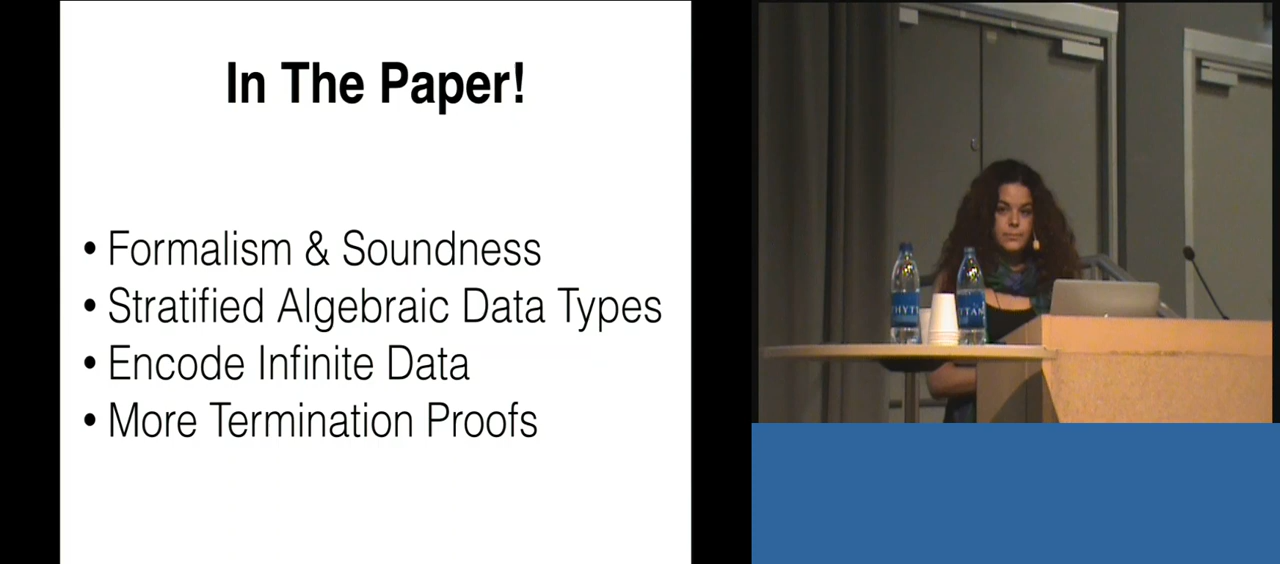 In The Paper!
• Formalism & Soundness
• Stratified Algebraic Data Types
• Encode Infinite Data
• More Termination Proofs